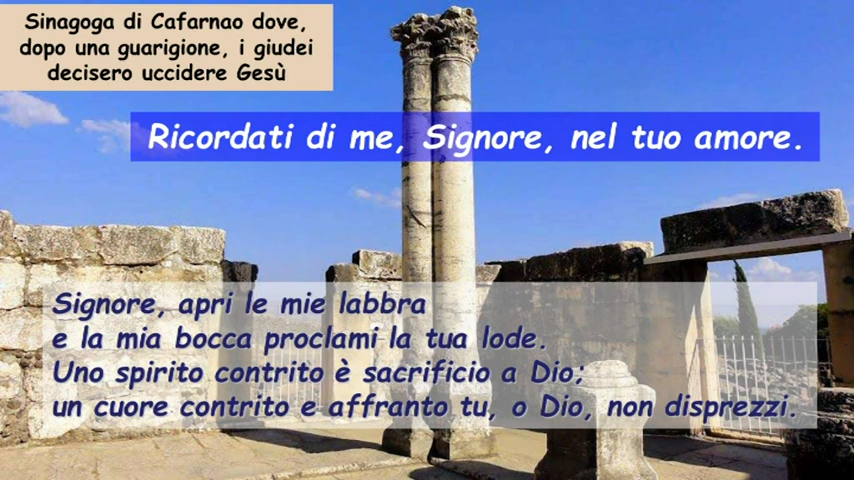 Sinagoga di Cafarnao dove,
dopo una guarigione, i giudei
decisero uccidere Gesù
Ricordati di me, Signore, nel tuo amore.
Signore, apri le mie labbra
e la mia bocca proclami la tua lode.
Uno spirito contrito è sacrificio a Dio;
un cuore contrito e affranto tu, o Dio, non disprezzi.